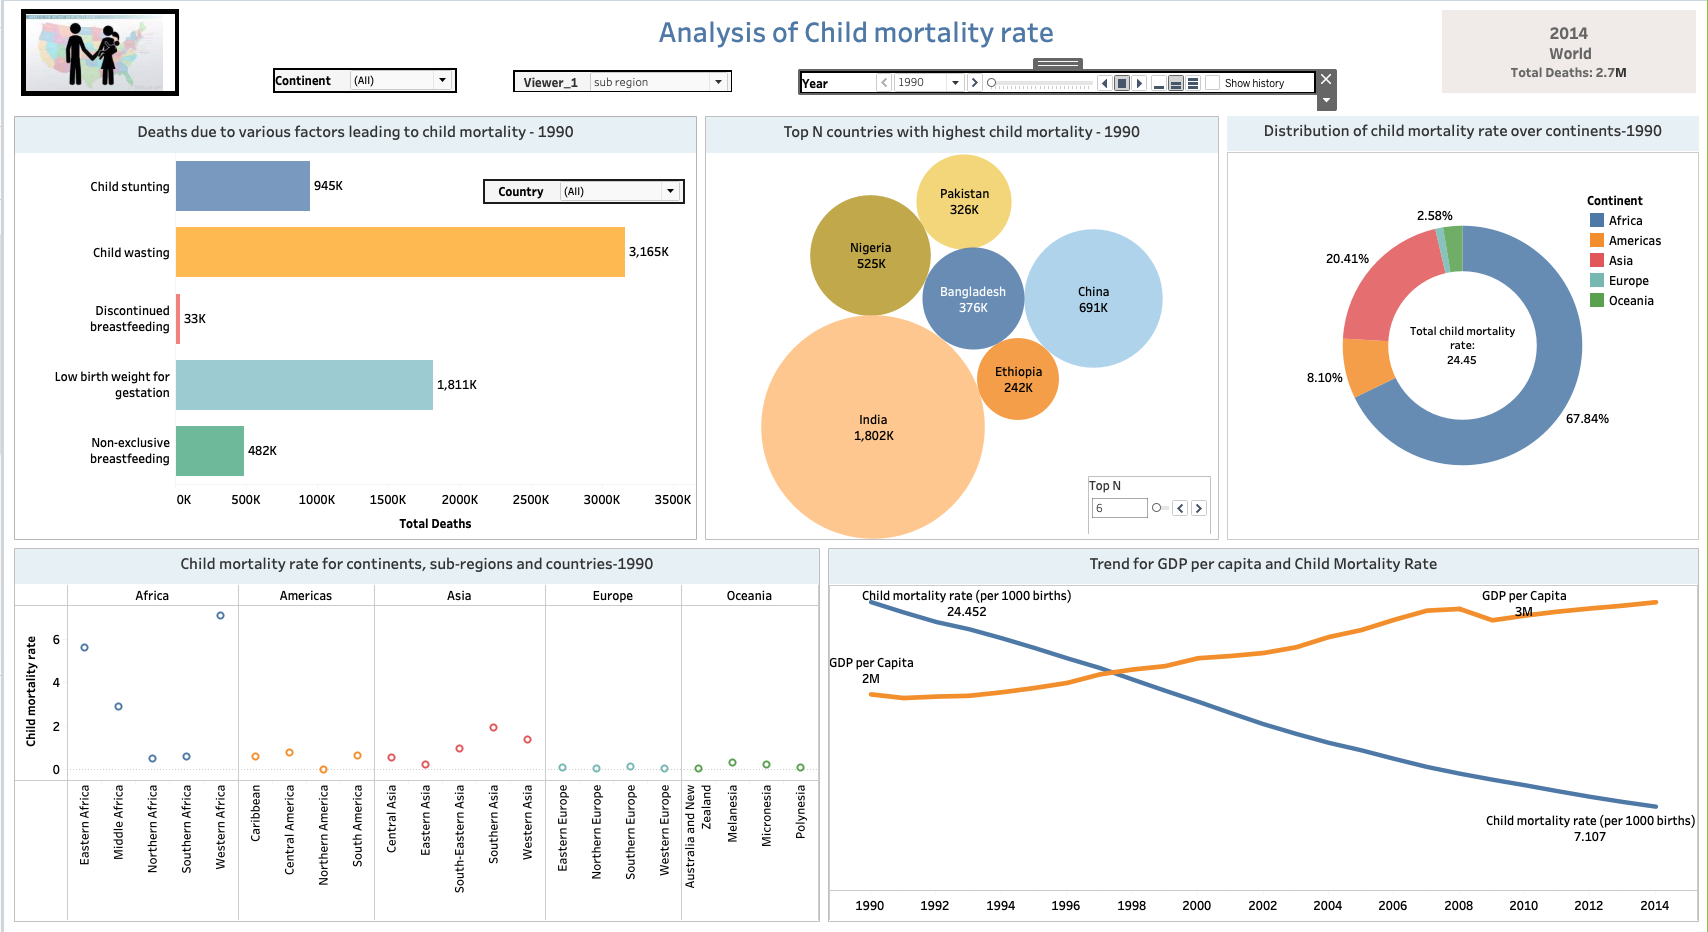 Analysis of Child mortality rate
2014
World
Total Deaths: 2.7M
Continent (All)
Viewer_1 sub region
Year 1990 Show history
Deaths due to various factors leading to child mortality - 1990
Country (All)
Child stunting 945K
Child wasting 3,165K
Discontinued
breastfeeding 33K
Low birth weight for
gestation 1,811K
Non-exclusive
breastfeeding 482K
0K 500K 1000K 1500K 2000K 2500K 3000K 3500K
Total Deaths
Top N countries with highest child mortality - 1990
Pakistan
326K
Nigeria
525K
Bangladesh
376K
China
691K
Ethiopia
242K
India
1,802K
Top N
6
Distribution of child mortality rate over continents-1990
Continent
Africa
Americas
Asia
Europe
Oceania
2.58%
20.41%
8.10%
67.84%
Total child mortality
rate:
24.45
Child mortality rate for continents, sub-regions and countries-1990
Africa Americas Asia Europe Oceania
Child mortality rate
6
4
2
0
Eastern Africa
Middle Africa
Northern Africa
Southern Africa
Western Africa
Caribbean
Central America
Northern America
South America
Central Asia
Eastern Asia
South-Eastern Asia
Southern Asia
Western Asia
Eastern Europe
Northern Europe
Southern Europe
Western Europe
Australia and New
Zealand
Melanesia
Micronesia
Polynesia
Trend for GDP per capita and Child Mortality Rate
Child mortality rate (per 1000 births)
24.452
GDP per Capita
3M
GDP per Capita
2M
Child mortality rate (per 1000 births)
7.107
1990 1992 1994 1996 1998 2000 2002 2004 2006 2008 2010 2012 2014